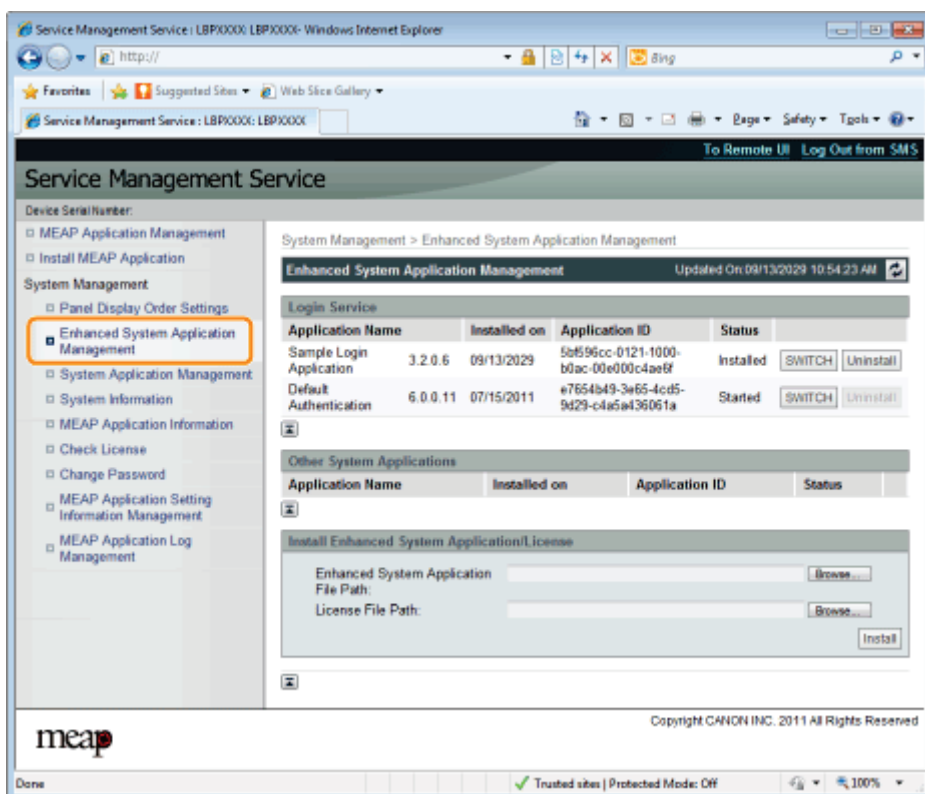 Service Management Service : LBPXXXX: LBPXXXX- Windows Internet Explorer
http://
Bing
Favorites Suggested Sites Web Slice Gallery
Service Management Service : LBPXXXX: LBPXXXX
Page Safety Tools
To Remote UI Log Out from SMS
Service Management Service
Device Serial Number:
MEAP Application Management
Install MEAP Application
System Management
Panel Display Order Settings
Enhanced System Application
Management
System Application Management
System Information
MEAP Application Information
Check License
Change Password
MEAP Application Setting
Information Management
MEAP Application Log
Management
System Management > Enhanced System Application Management
Enhanced System Application Management Updated On:09/13/2029 10:54:23 AM
Login Service
Application Name Installed on Application ID Status
Sample Login
Application 3.2.0.6 09/13/2029 5bf596cc-0121-1000-
b0ac-00e000c4ae6f Installed SWITCH Uninstall
Default
Authentication 6.0.0.11 07/15/2011 e7654b49-3e65-4cd5-
9d29-c4a5a436061a Started SWITCH Uninstall
Other System Applications
Application Name Installed on Application ID Status
Install Enhanced System Application/License
Enhanced System Application
File Path: Browse...
License File Path: Browse...
Install
meap
Copyright CANON INC. 2011 All Rights Reserved
Done Trusted sites | Protected Mode: Off 100%